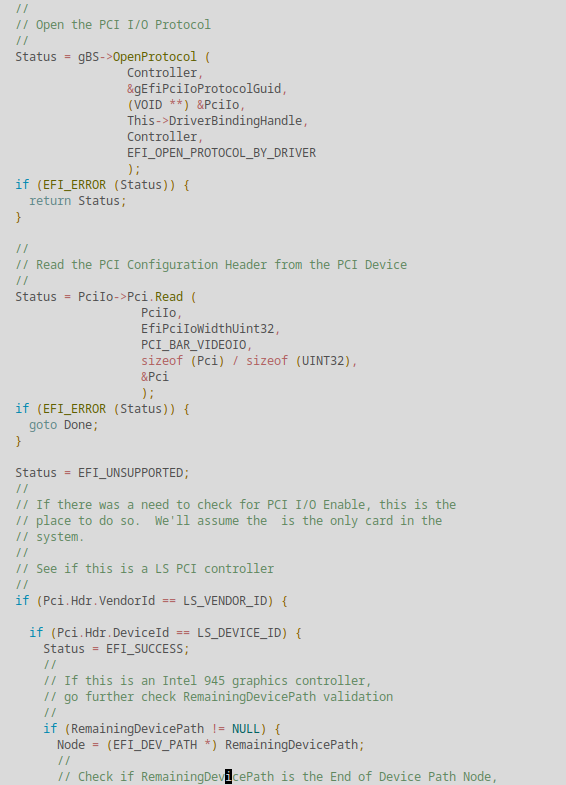 //
// Open the PCI I/O Protocol
//
Status = gBS->OpenProtocol (
                Controller,
                &gEfiPciIoProtocolGuid,
                (VOID **) &PciIo,
                This->DriverBindingHandle,
                Controller,
                EFI_OPEN_PROTOCOL_BY_DRIVER
                );
if (EFI_ERROR (Status)) {
  return Status;
}

//
// Read the PCI Configuration Header from the PCI Device
//
Status = PciIo->Pci.Read (
                  PciIo,
                  EfiPciIoWidthUint32,
                  PCI_BAR_VIDEOIO,
                  sizeof (Pci) / sizeof (UINT32),
                  &Pci
                  );
if (EFI_ERROR (Status)) {
  goto Done;
}

Status = EFI_UNSUPPORTED;
//
// If there was a need to check for PCI I/O Enable, this is the
// place to do so.  We'll assume the  is the only card in the
// system.
//
// See if this is a LS PCI controller
//
if (Pci.Hdr.VendorId == LS_VENDOR_ID) {

  if (Pci.Hdr.DeviceId == LS_DEVICE_ID) {
    Status = EFI_SUCCESS;
    //
    // If this is an Intel 945 graphics controller,
    // go further check RemainingDevicePath validation
    //
    if (RemainingDevicePath != NULL) {
      Node = (EFI_DEV_PATH *) RemainingDevicePath;
      //
      // Check if RemainingDevicePath is the End of Device Path Node,